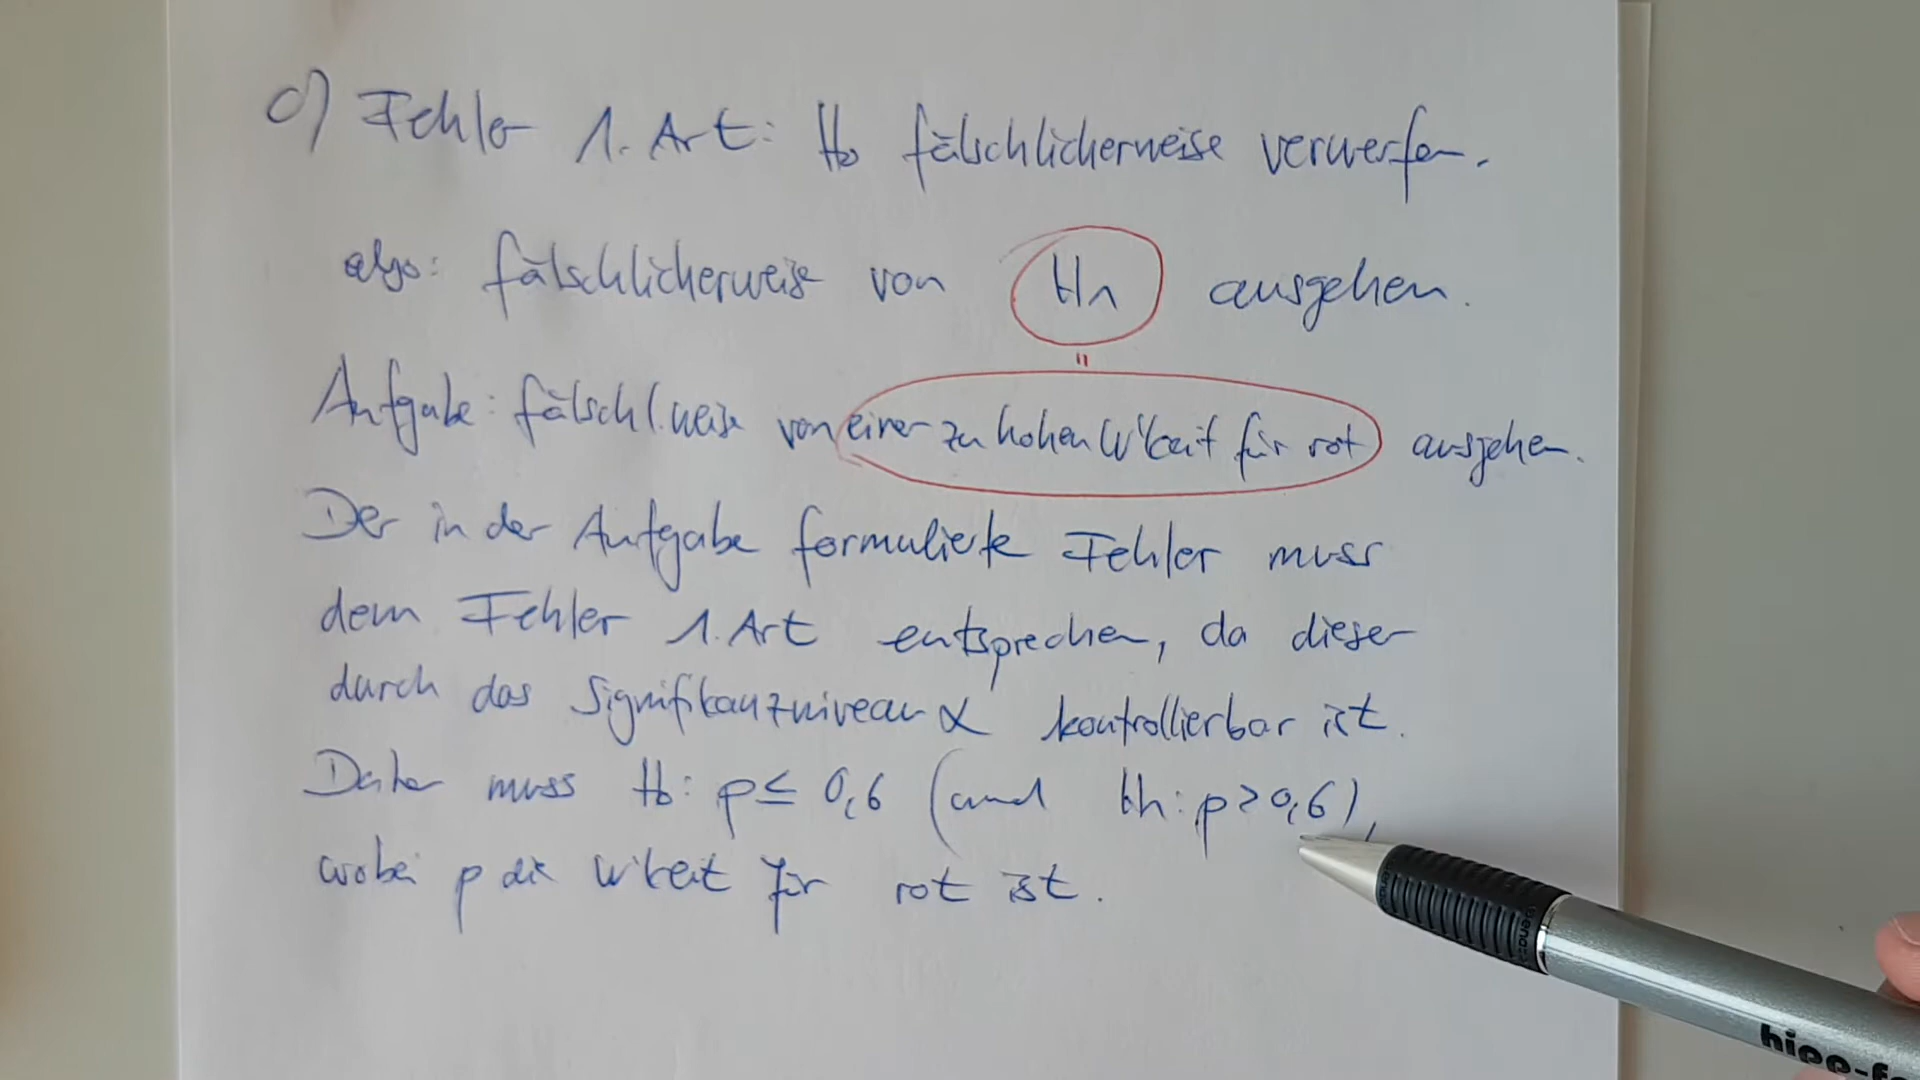 c) Fehler 1. Art: H₀ fälschlicherweise verwerfen.
also: fälschlicherweise von H₁ ausgehen.
"
Aufgabe: fälschl.weise von einer zu hohen W'keit für rot ausgehen.
Der in der Aufgabe formulierte Fehler muss
dem Fehler 1. Art entsprechen, da dieser
durch das Signifikanzniveau α kontrollierbar ist.
Daher muss H₀: p ≤ 0,6 (und H₁: p > 0,6),
wobei p die W'keit für rot ist.